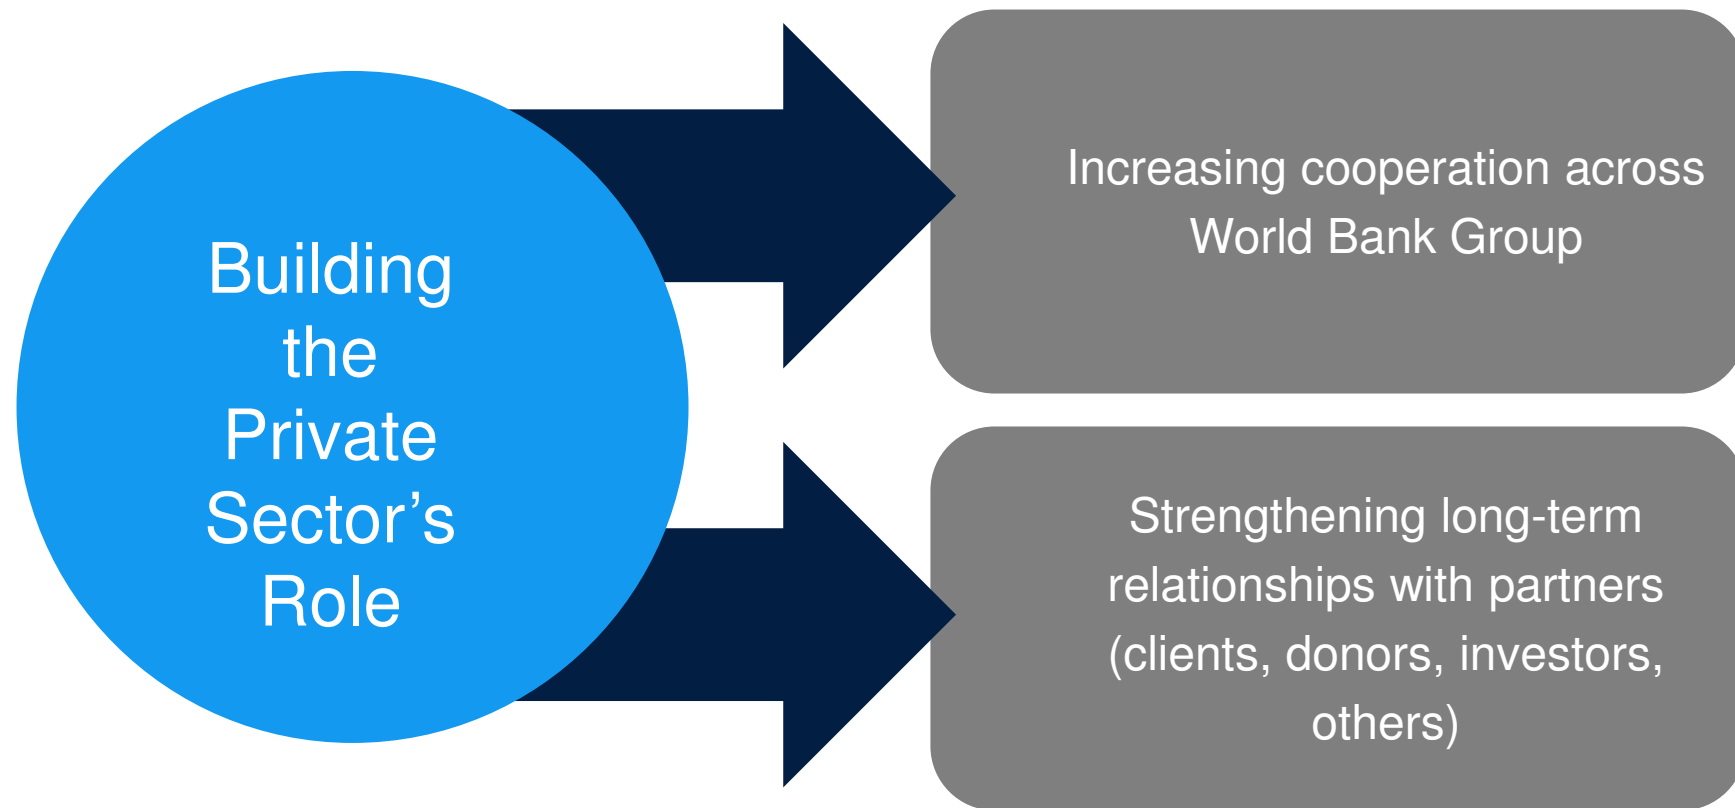 Building
the
Private
Sector’s
Role
Increasing cooperation across
World Bank Group
Strengthening long-term
relationships with partners
(clients, donors, investors,
others)